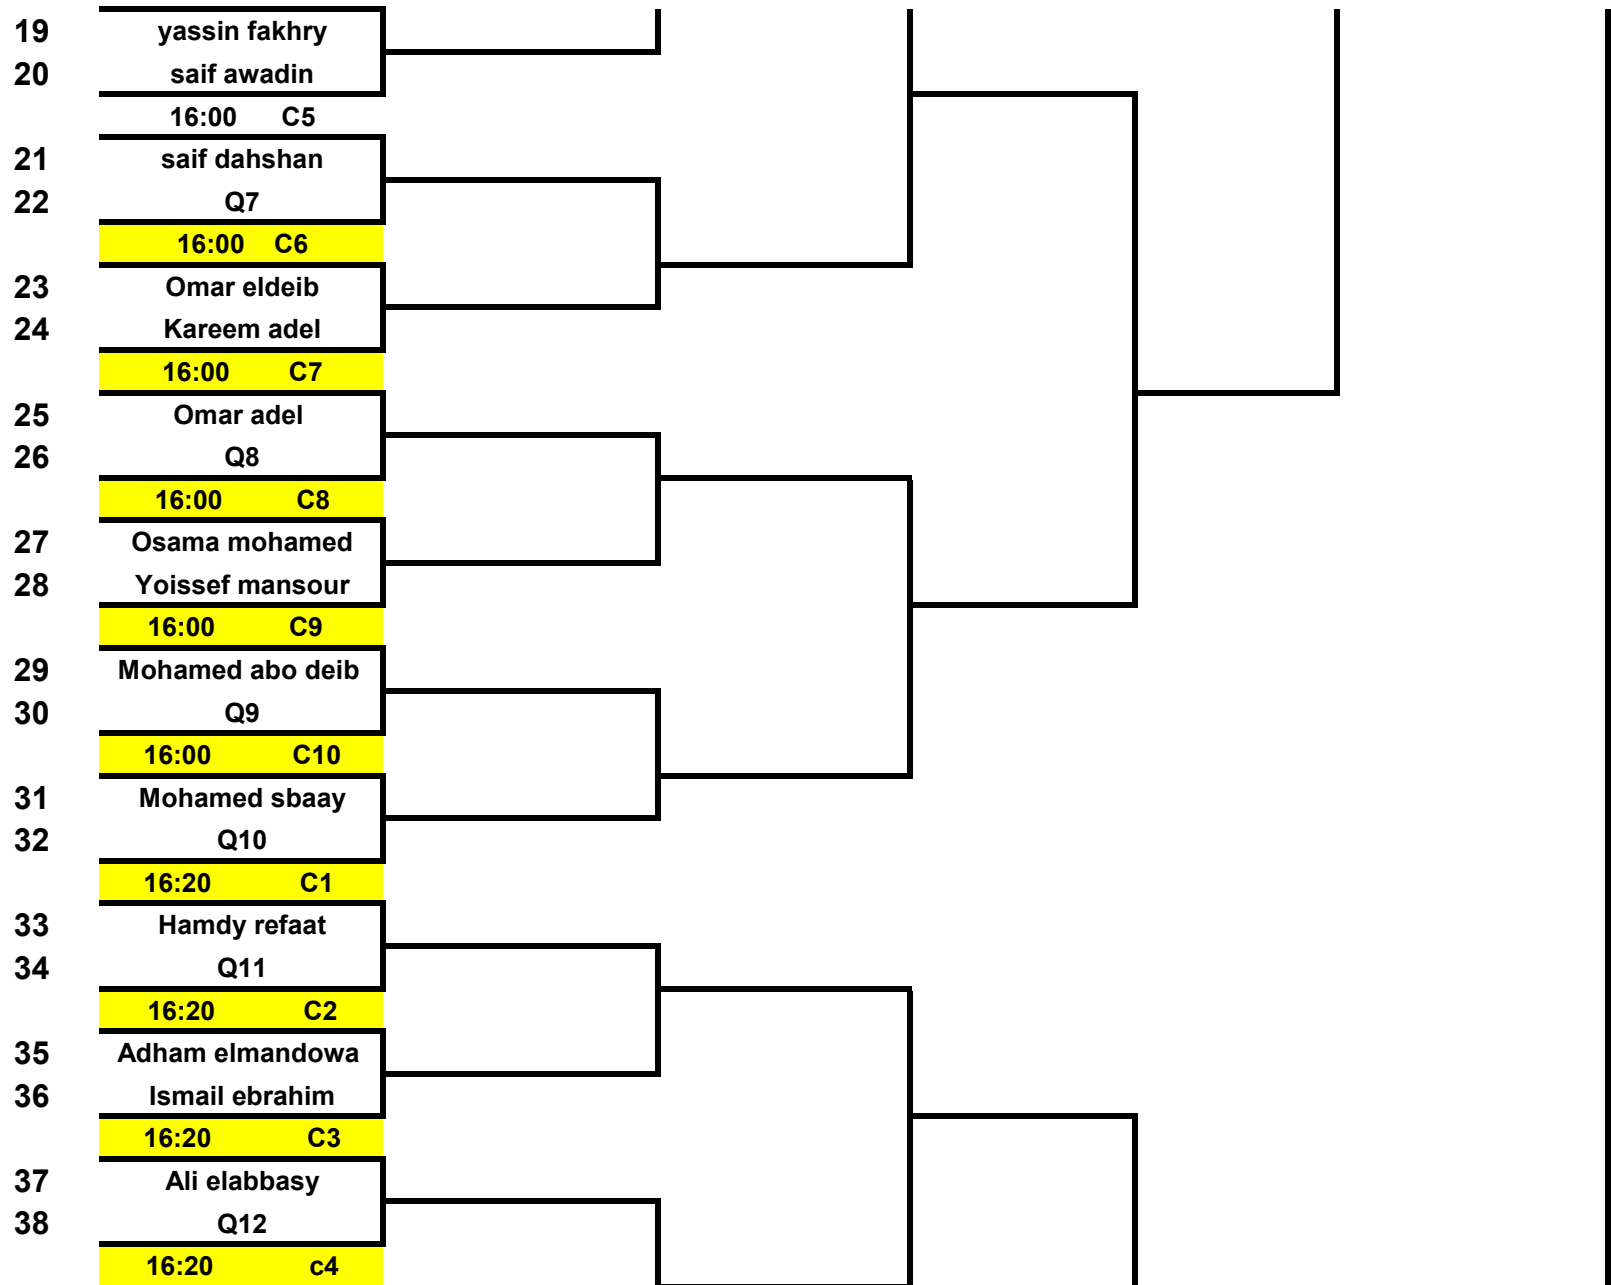 19 yassin fakhry
20 saif awadin
16:00 C5
21 saif dahshan
22 Q7
16:00 C6
23 Omar eldeib
24 Kareem adel
16:00 C7
25 Omar adel
26 Q8
16:00 C8
27 Osama mohamed
28 Yoissef mansour
16:00 C9
29 Mohamed abo deib
30 Q9
16:00 C10
31 Mohamed sbaay
32 Q10
16:20 C1
33 Hamdy refaat
34 Q11
16:20 C2
35 Adham elmandowa
36 Ismail ebrahim
16:20 C3
37 Ali elabbasy
38 Q12
16:20 c4